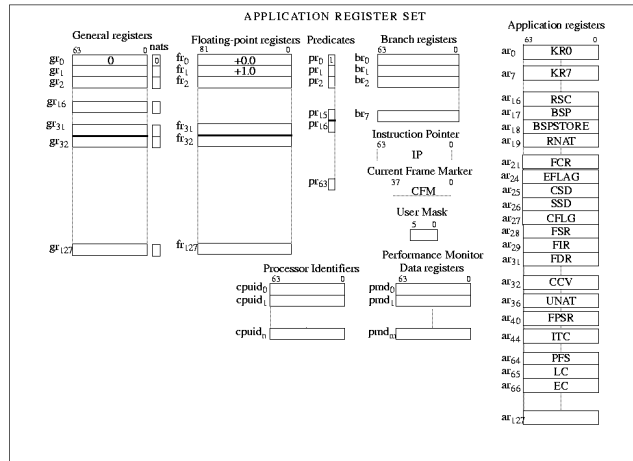 APPLICATION REGISTER SET
General registers
63 0 nats
gr0 0 0
gr1
gr2
gr16
gr31
gr32
gr127
Floating-point registers
81 0
fr0 +0.0
fr1 +1.0
fr2
fr31
fr32
fr127
Predicates
pr0 1
pr1
pr2
pr15
pr16
pr63
Branch registers
63 0
br0
br1
br2
br7
Instruction Pointer
63 0
IP
Current Frame Marker
37 0
CFM
User Mask
5 0
Processor Identifiers
63 0
cpuid0
cpuid1
cpuidn
Performance Monitor
Data registers
63 0
pmd0
pmd1
pmdm
Application registers
63 0
ar0 KR0
ar7 KR7
ar16 RSC
ar17 BSP
ar18 BSPSTORE
ar19 RNAT
ar21 FCR
ar24 EFLAG
ar25 CSD
ar26 SSD
ar27 CFLG
ar28 FSR
ar29 FIR
ar31 FDR
ar32 CCV
ar36 UNAT
ar40 FPSR
ar44 ITC
ar64 PFS
ar65 LC
ar66 EC
ar127